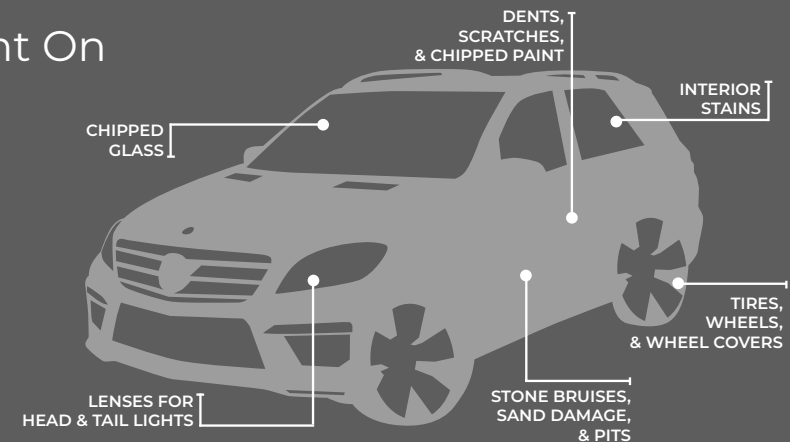 On
DENTS,
SCRATCHES,
& CHIPPED PAINT
INTERIOR
STAINS
CHIPPED
GLASS
TIRES,
WHEELS,
& WHEEL COVERS
LENSES FOR
HEAD & TAIL LIGHTS
STONE BRUISES,
SAND DAMAGE,
& PITS